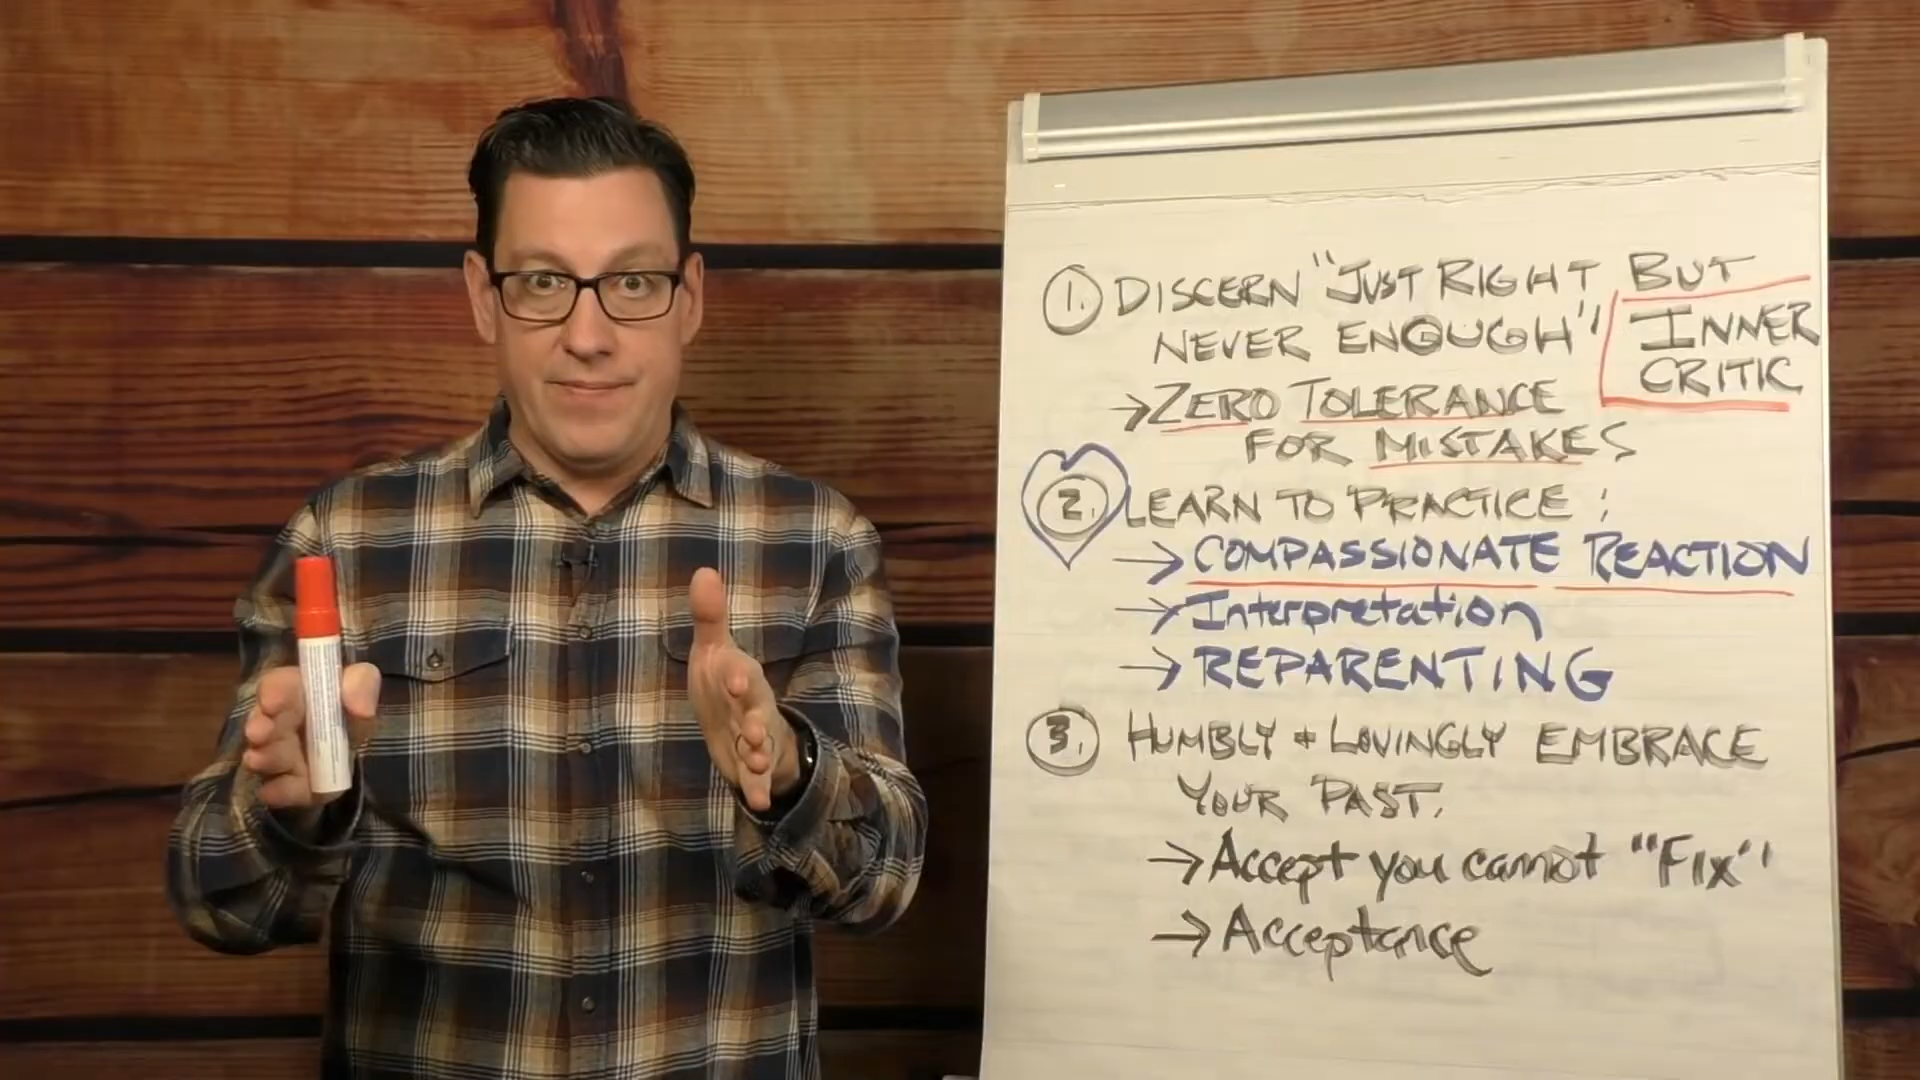 1. DISCERN "JUST RIGHT BUT
NEVER ENOUGH" INNER
CRITIC
→ ZERO TOLERANCE
FOR MISTAKES
2. LEARN TO PRACTICE:
→ COMPASSIONATE REACTION
→ Interpretation
→ REPARENTING
3. HUMBLY + LOVINGLY EMBRACE
YOUR PAST.
→ Accept you cannot "Fix"
→ Acceptance